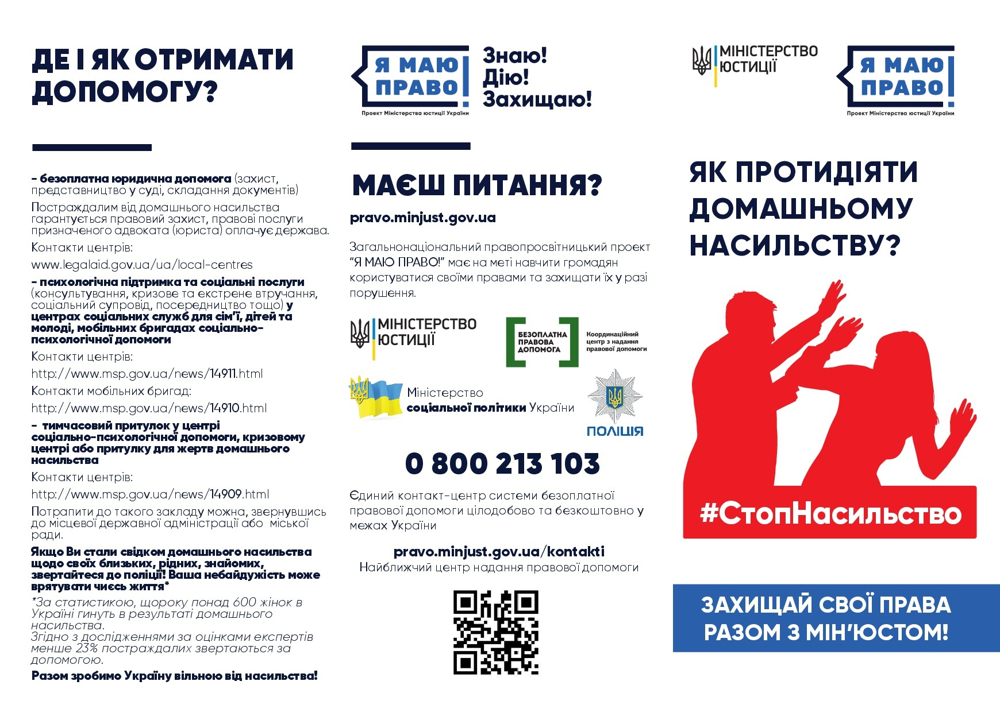 ДЕ І ЯК ОТРИМАТИ
ДОПОМОГУ?
- безоплатна юридична допомога (захист,
представництво у суді, складання документів)
Постраждалим від домашнього насильства
гарантується правовий захист, правові послуги
призначеного адвоката (юриста) оплачує держава.
Контакти центрів:
www.legalaid.gov.ua/ua/local-centres
- психологічна підтримка та соціальні послуги
(консультування, кризове та екстрене втручання,
соціальний супровід, посередництво тощо) у
центрах соціальних служб для сім’ї, дітей та
молоді, мобільних бригадах соціально-
психологічної допомоги
Контакти центрів:
http://www.msp.gov.ua/news/14911.html
Контакти мобільних бригад:
http://www.msp.gov.ua/news/14910.html
- тимчасовий притулок у центрі
соціально-психологічної допомоги, кризовому
центрі або притулку для жертв домашнього
насильства
Контакти центрів:
http://www.msp.gov.ua/news/14909.html
Потрапити до такого закладу можна, звернувшись
до місцевої державної адміністрації або міської
ради.
Якщо Ви стали свідком домашнього насильства
щодо своїх близьких, рідних, знайомих,
звертайтеся до поліції! Ваша небайдужість може
врятувати чиєсь життя*
*За статистикою, щороку понад 600 жінок в
Україні гинуть в результаті домашнього
насильства.
Згідно з дослідженнями за оцінками експертів
менше 23% постраждалих звертаються за
допомогою.
Разом зробимо Україну вільною від насильства!
Я МАЮ
ПРАВО!
Проект Міністерства юстиції України
Знаю!
Дію!
Захищаю!
МАЄШ ПИТАННЯ?
pravo.minjust.gov.ua
Загальнонаціональний правопросвітницький проект
“Я МАЮ ПРАВО!” має на меті навчити громадян
користуватися своїми правами та захищати їх у разі
порушення.
МІНІСТЕРСТВО
ЮСТИЦІЇ
БЕЗОПЛАТНА
ПРАВОВА
ДОПОМОГА
Координаційний
центр з надання
правової допомоги
Міністерство
соціальної політики України
ПОЛІЦІЯ
0 800 213 103
Єдиний контакт-центр системи безоплатної
правової допомоги цілодобово та безкоштовно у
межах України
pravo.minjust.gov.ua/kontakti
Найближчий центр надання правової допомоги
МІНІСТЕРСТВО
ЮСТИЦІЇ
Я МАЮ
ПРАВО!
Проект Міністерства юстиції України
ЯК ПРОТИДІЯТИ
ДОМАШНЬОМУ
НАСИЛЬСТВУ?
#СтопНасильство
ЗАХИЩАЙ СВОЇ ПРАВА
РАЗОМ З МІН’ЮСТОМ!